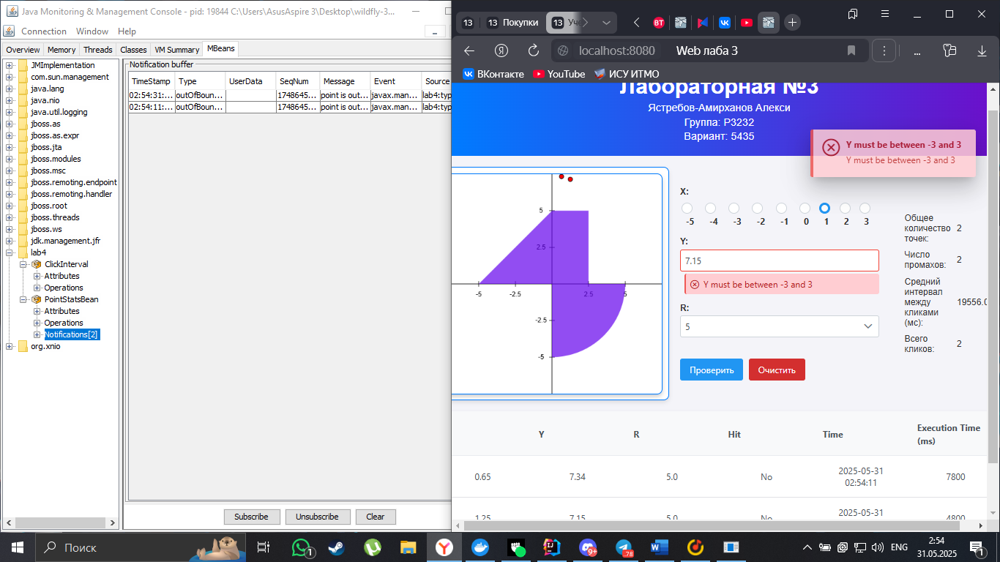 Java Monitoring & Management Console - pid: 19844 C:\Users\AsusAspire 3\Desktop\wildfly-3...
Connection Window Help
Overview Memory Threads Classes VM Summary MBeans
JMImplementation
com.sun.management
java.lang
java.nio
java.util.logging
jboss.as
jboss.as.expr
jboss.jta
jboss.modules
jboss.msc
jboss.remoting.endpoint
jboss.remoting.handler
jboss.root
jboss.threads
jboss.ws
jdk.management.jfr
lab4
ClickInterval
Attributes
Operations
PointStatsBean
Attributes
Operations
Notifications[2]
org.xnio
Notification buffer
TimeStamp Type UserData SeqNum Message Event Source
02:54:31:... outOfBoun... 1748645... point is out... javax.man... lab4:typ
02:54:11:... outOfBoun... 1748645... point is out... javax.man... lab4:typ
Subscribe Unsubscribe Clear
13 13 Покупки 13 Уче
ВТ
localhost:8080 Web лаба 3
ВКонтакте YouTube ИСУ ИТМО
Лабораторная №3
Ястребов-Амирханов Алекси
Группа: P3232
Вариант: 5435
Y must be between -3 and 3
Y must be between -3 and 3
5
2.5
-5 -2.5 2.5 5
-2.5
-5
X:
-5 -4 -3 -2 -1 0 1 2 3
Y:
7.15
Y must be between -3 and 3
R:
5
Проверить Очистить
Общее
количество 2
точек:
Число 2
промахов:
Средний
интервал
между 19556.0
кликами
(мс):
Всего 2
кликов:
Y R Hit Time Execution Time
(ms)
0.65 7.34 5.0 No 2025-05-31
02:54:11 7800
1.25 7.15 5.0 No 2025-05-31 4800
Поиск
1 9+ 78 ENG 2:54
31.05.2025 1